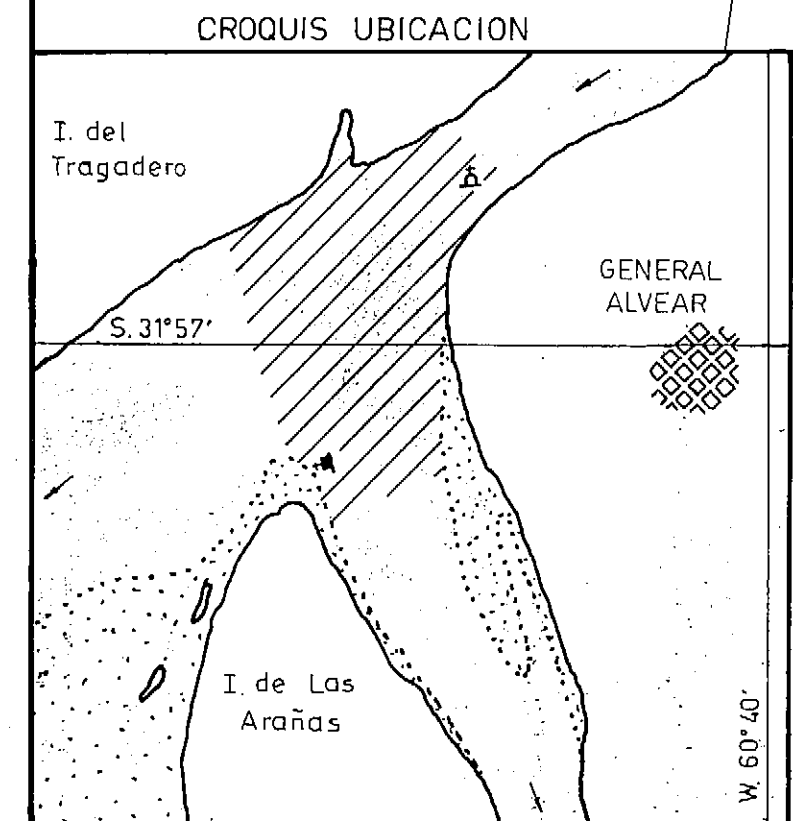 CROQUIS UBICACION
I. del
Tragadero
GENERAL
ALVEAR
S. 31°57'
I. de Las
Arañas
W. 60°40'